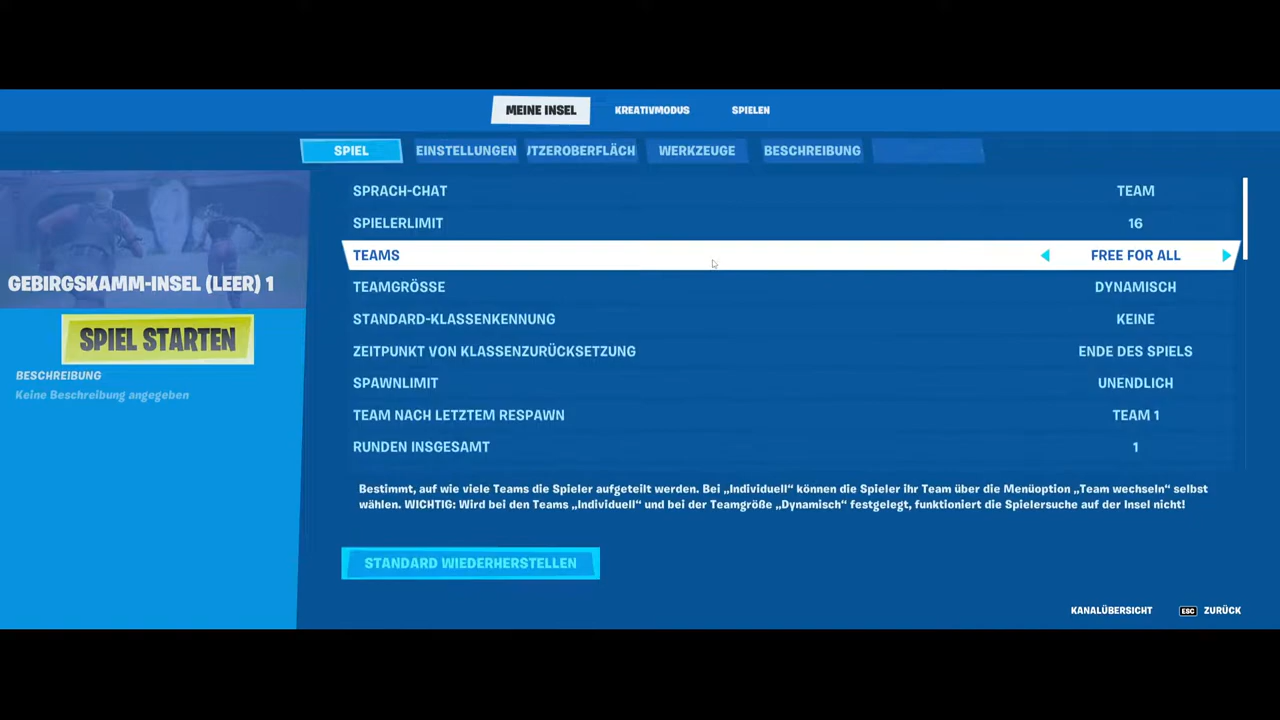 MEINE INSEL KREATIVMODUS SPIELEN
SPIEL EINSTELLUNGEN UTZEROBERFLÄCH WERKZEUGE BESCHREIBUNG
SPRACH-CHAT TEAM
SPIELERLIMIT 16
TEAMS FREE FOR ALL
TEAMGRÖSSE DYNAMISCH
STANDARD-KLASSENKENNUNG KEINE
ZEITPUNKT VON KLASSENZURÜCKSETZUNG ENDE DES SPIELS
SPAWNLIMIT UNENDLICH
TEAM NACH LETZTEM RESPAWN TEAM 1
RUNDEN INSGESAMT 1
GEBIRGSKAMM-INSEL (LEER) 1
SPIEL STARTEN
BESCHREIBUNG
Keine Beschreibung angegeben
Bestimmt, auf wie viele Teams die Spieler aufgeteilt werden. Bei „Individuell“ können die Spieler ihr Team über die Menüoption „Team wechseln“ selbst
wählen. WICHTIG: Wird bei den Teams „Individuell“ und bei der Teamgröße „Dynamisch“ festgelegt, funktioniert die Spielersuche auf der Insel nicht!
STANDARD WIEDERHERSTELLEN
KANALÜBERSICHT ESC ZURÜCK